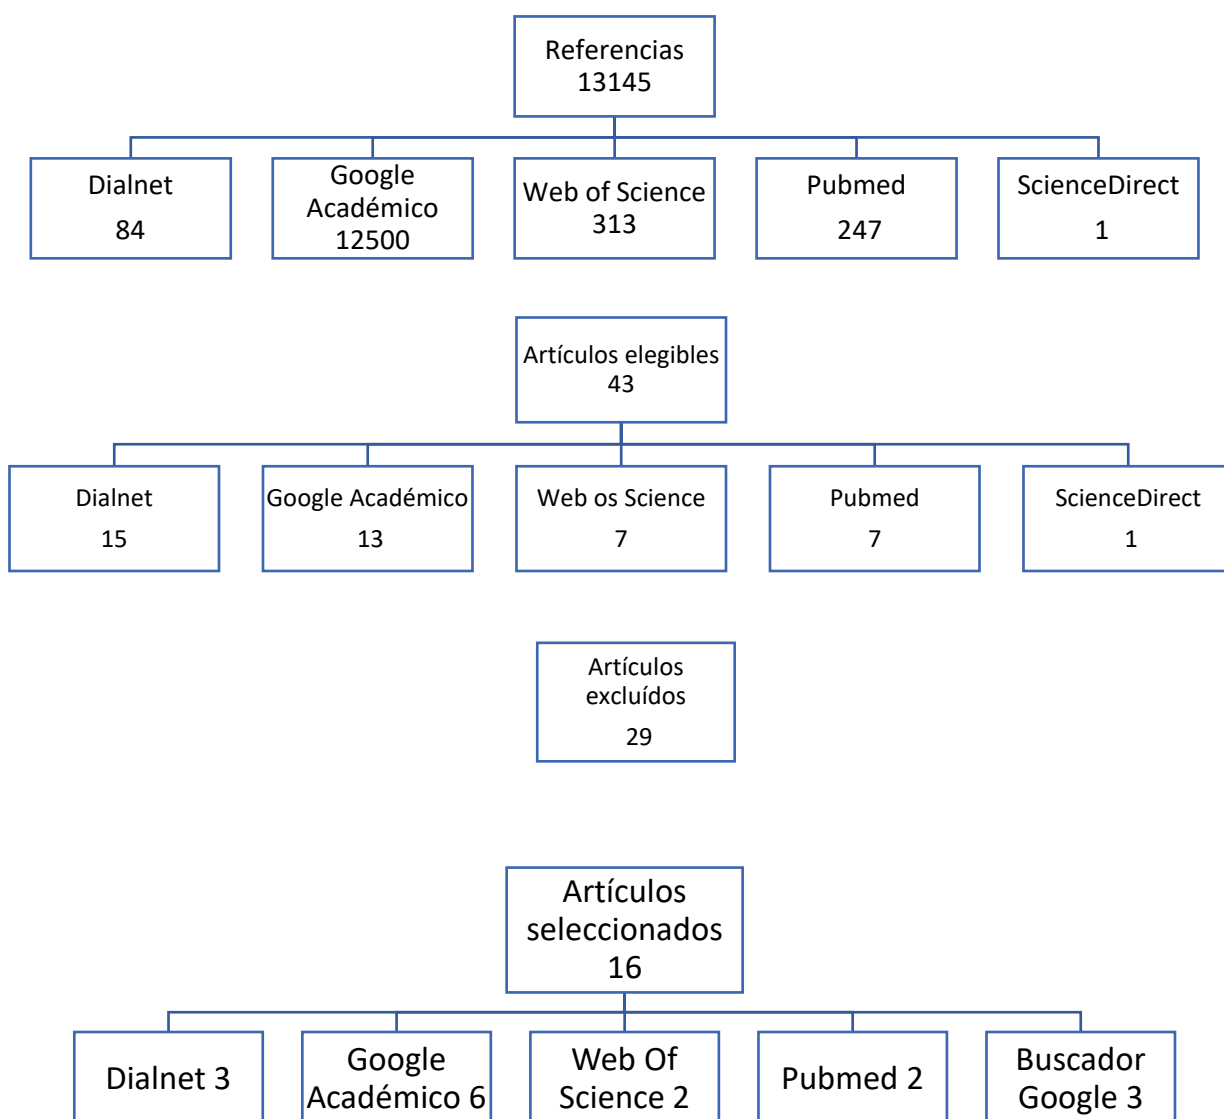 Referencias
13145
Dialnet
84
Google
Académico
12500
Web of Science
313
Pubmed
247
ScienceDirect
1
Artículos elegibles
43
Dialnet
15
Google Académico
13
Web os Science
7
Pubmed
7
ScienceDirect
1
Artículos
excluídos
29
Artículos
seleccionados
16
Dialnet 3
Google
Académico 6
Web Of
Science 2
Pubmed 2
Buscador
Google 3